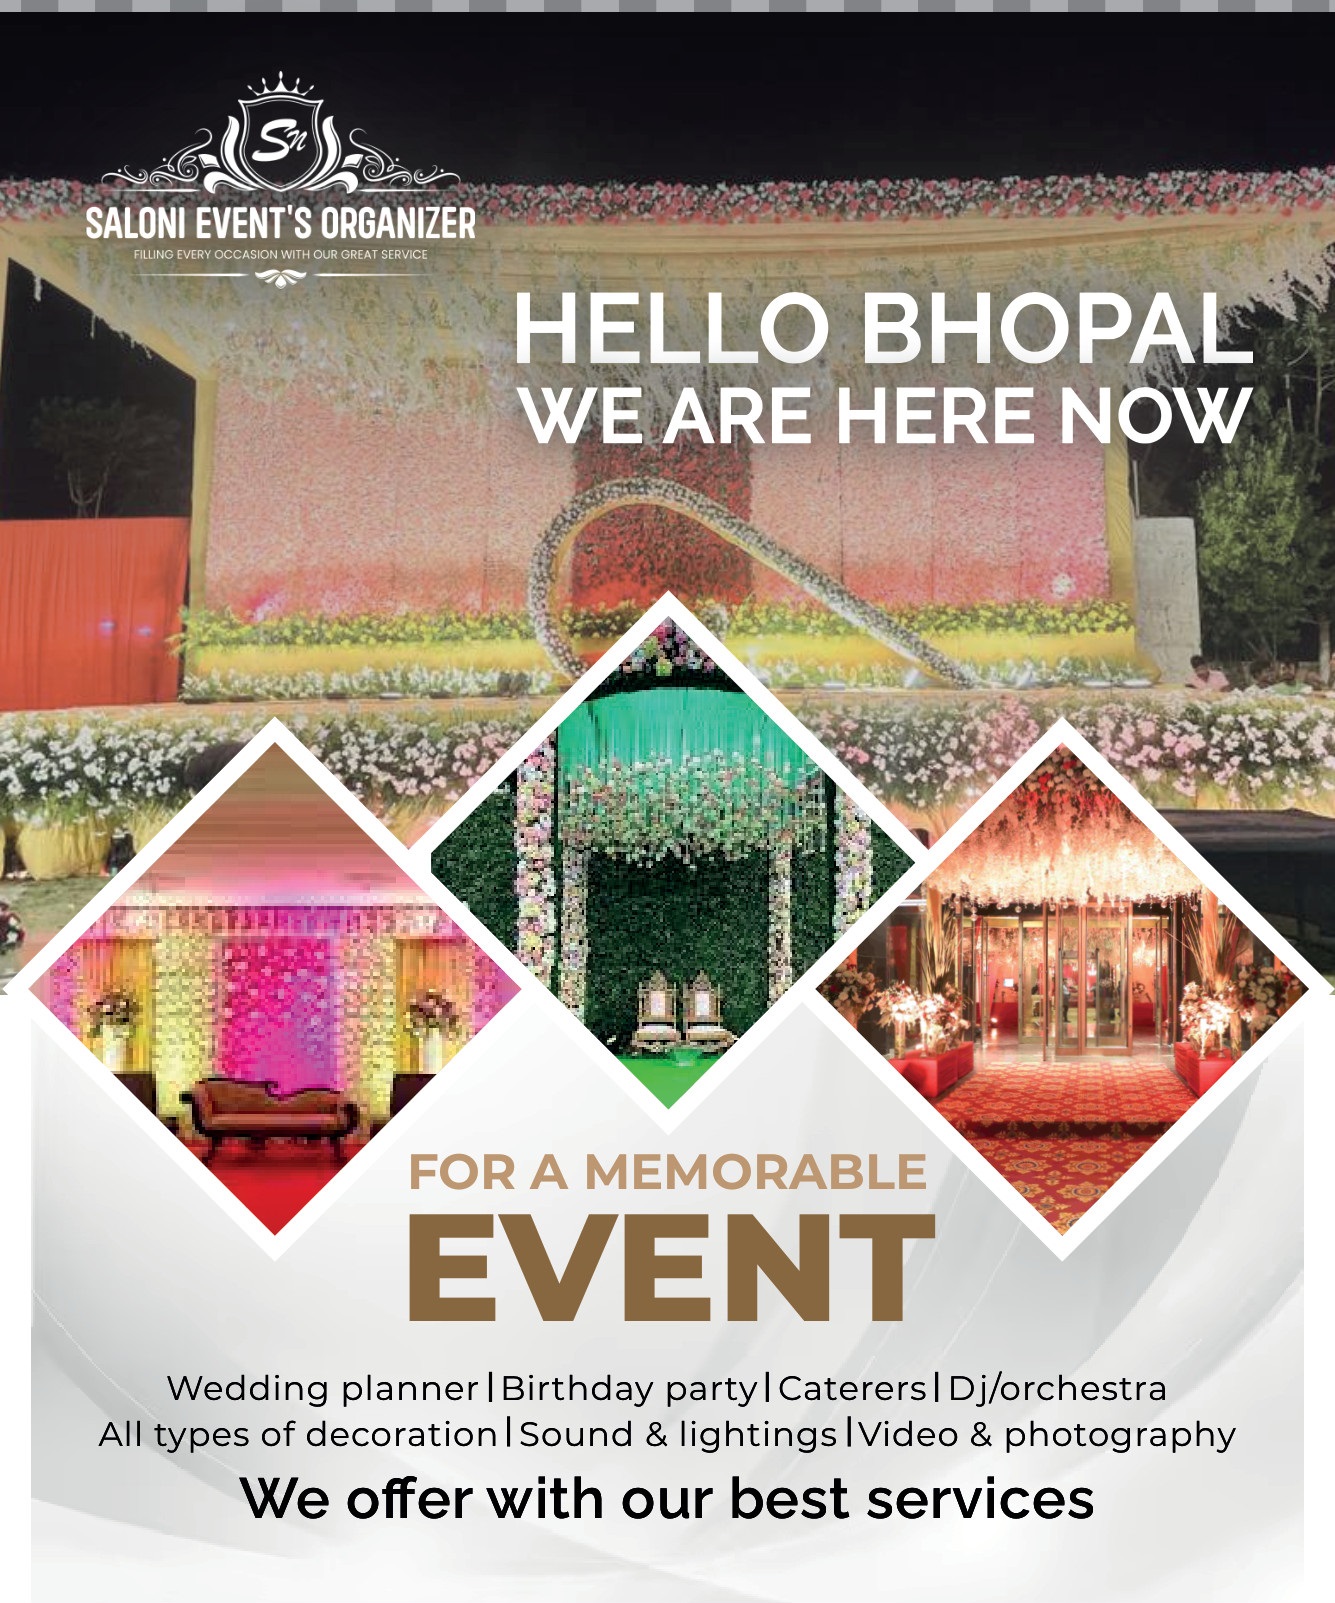 Sn
SALONI EVENT'S ORGANIZER
FILLING EVERY OCCASION WITH OUR GREAT SERVICE
HELLO BHOPAL
WE ARE HERE NOW
FOR A MEMORABLE
EVENT
Wedding planner|Birthday party|Caterers|Dj/orchestra
All types of decoration|Sound & lightings|Video & photography
We offer with our best services